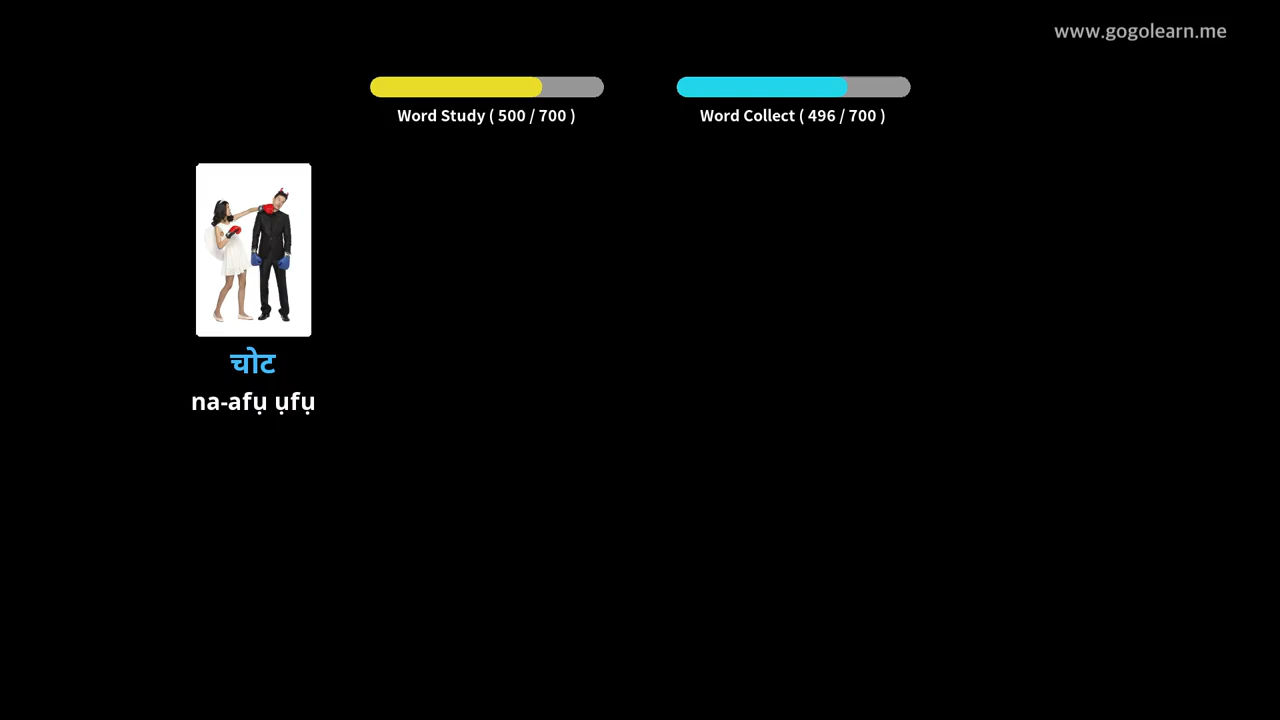 www.gogolearn.me
Word Study ( 500 / 700 )
Word Collect ( 496 / 700 )
चोट
na-afụ ụfụ